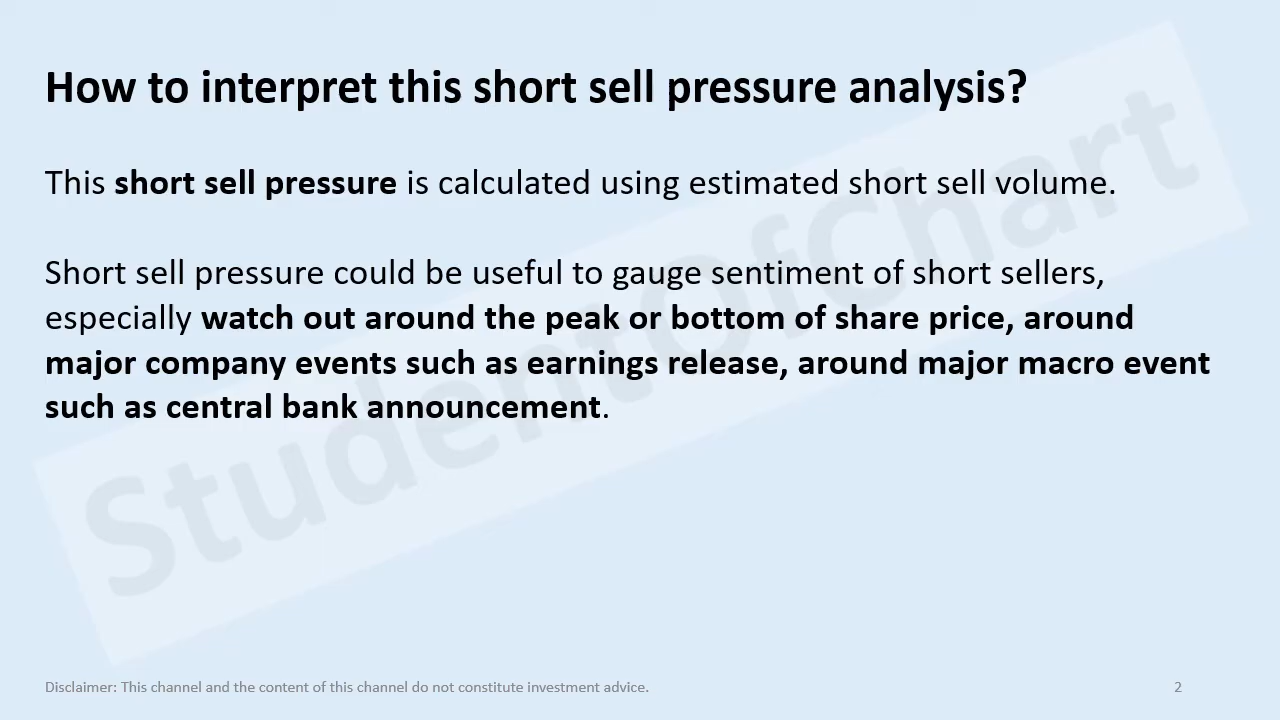 How to interpret this short sell pressure analysis?
This short sell pressure is calculated using estimated short sell volume.
Short sell pressure could be useful to gauge sentiment of short sellers,
especially watch out around the peak or bottom of share price, around
major company events such as earnings release, around major macro event
such as central bank announcement.
StudentOfChart
Disclaimer: This channel and the content of this channel do not constitute investment advice.
2